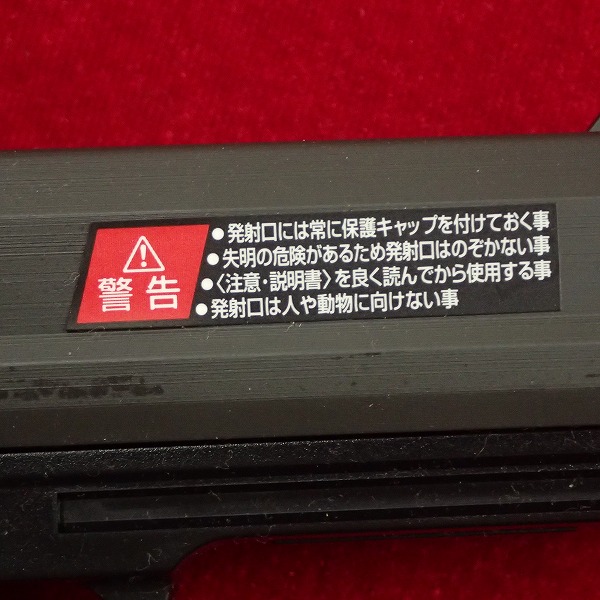 警告
●発射口には常に保護キャップを付けておく事
●失明の危険があるため発射口はのぞかない事
●〈注意・説明書〉を良く読んでから使用する事
●発射口は人や動物に向けない事